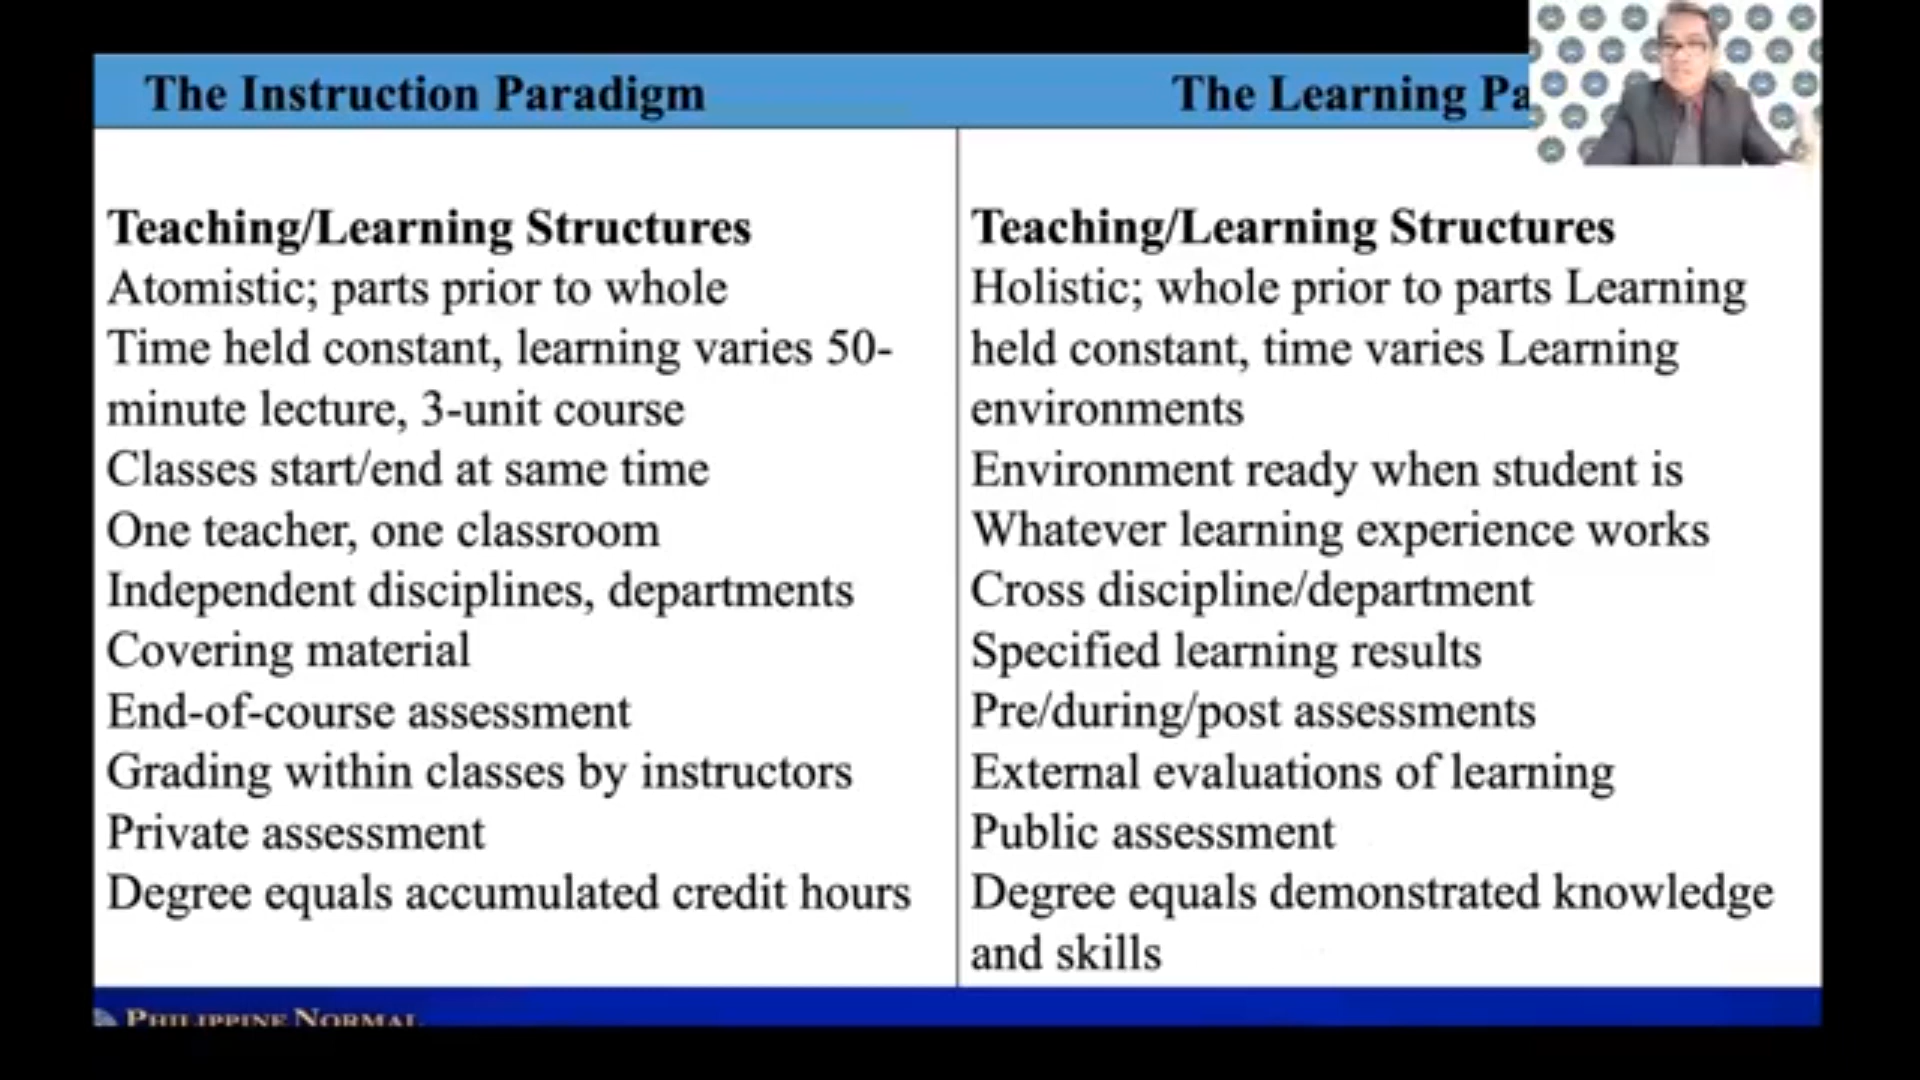 The Instruction Paradigm
The Learning Pa
Teaching/Learning Structures
Atomistic; parts prior to whole
Time held constant, learning varies 50-
minute lecture, 3-unit course
Classes start/end at same time
One teacher, one classroom
Independent disciplines, departments
Covering material
End-of-course assessment
Grading within classes by instructors
Private assessment
Degree equals accumulated credit hours
Teaching/Learning Structures
Holistic; whole prior to parts Learning
held constant, time varies Learning
environments
Environment ready when student is
Whatever learning experience works
Cross discipline/department
Specified learning results
Pre/during/post assessments
External evaluations of learning
Public assessment
Degree equals demonstrated knowledge
and skills
PHILIPPINE NORMAL